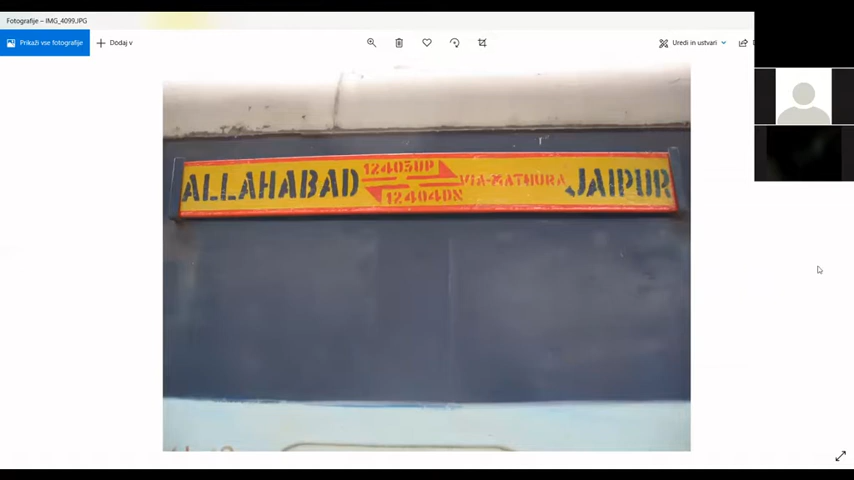 Fotografije – IMG_4099.JPG
Prikaži vse fotografije
Dodaj v
Uredi in ustvari
12403UP
ALLAHABAD
VIA-MATHURA
JAIPUR
12404DN